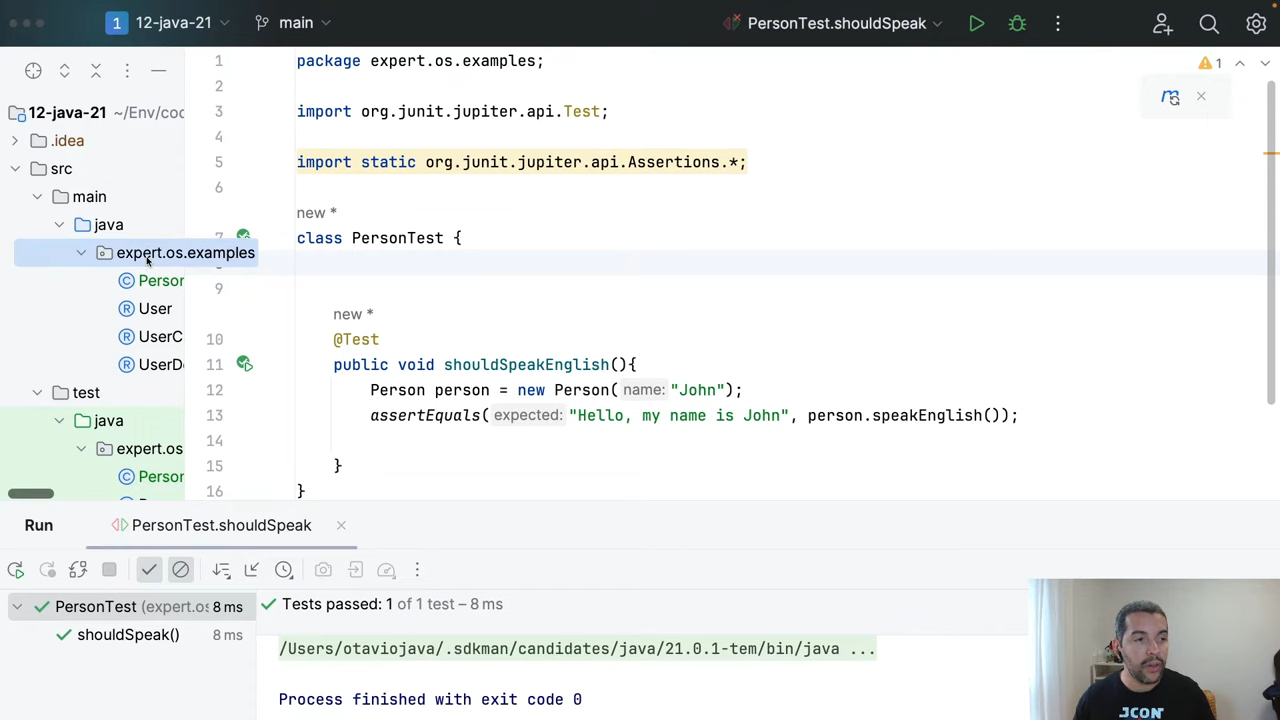 1 12-java-21 main PersonTest.shouldSpeak
12-java-21 ~/Env/coc
.idea
src
main
java
expert.os.examples
Person
User
UserC
UserD
test
java
expert.os
Person
1 package expert.os.examples;
2
3 import org.junit.jupiter.api.Test;
4
5 import static org.junit.jupiter.api.Assertions.*;
6
new *
7 class PersonTest {
9
new *
10 @Test
11 public void shouldSpeakEnglish(){
12 Person person = new Person( name: "John");
13 assertEquals( expected: "Hello, my name is John", person.speakEnglish());
14
15 }
16 }
1
Run PersonTest.shouldSpeak
PersonTest (expert.os 8 ms
shouldSpeak() 8 ms
Tests passed: 1 of 1 test – 8 ms
/Users/otaviojava/.sdkman/candidates/java/21.0.1-tem/bin/java ...
Process finished with exit code 0
JCON